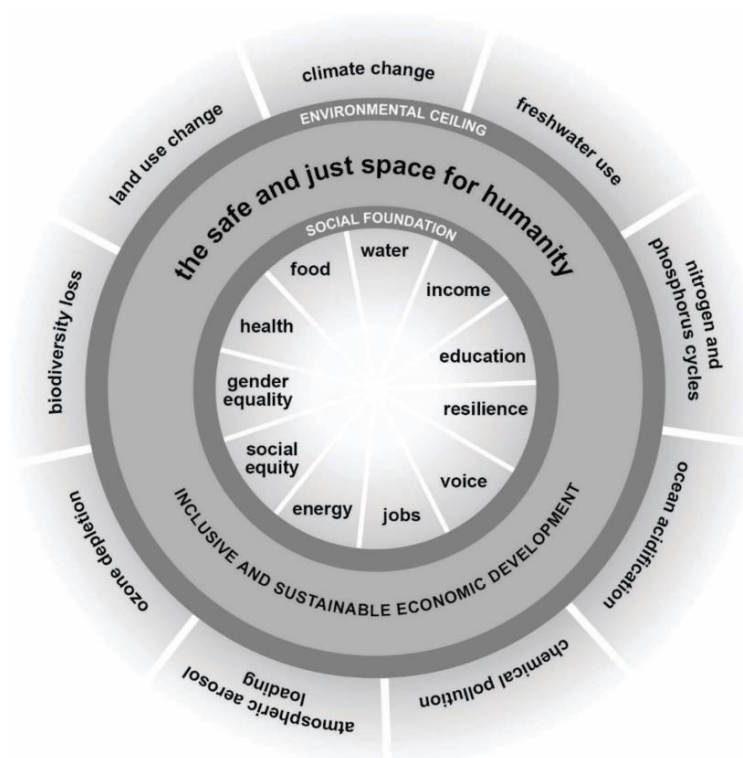 climate change
freshwater use
nitrogen and
phosphorus cycles
ocean acidification
chemical pollution
atmospheric aerosol
loading
ozone depletion
biodiversity loss
land use change
ENVIRONMENTAL CEILING
the safe and just space for humanity
SOCIAL FOUNDATION
water
income
education
resilience
voice
jobs
energy
social
equity
gender
equality
health
food
INCLUSIVE AND SUSTAINABLE ECONOMIC DEVELOPMENT